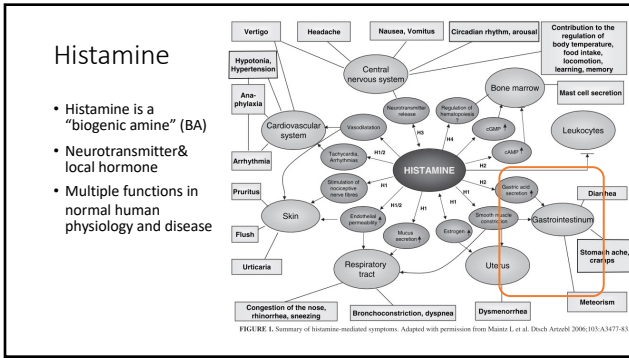 Histamine
• Histamine is a
"biogenic amine" (BA)
• Neurotransmitter&
local hormone
• Multiple functions in
normal human
physiology and disease
Vertigo
Headache
Nausea, Vomitus
Circadian rhythm, arousal
Contribution to the
regulation of
body temperature,
food intake,
locomotion,
learning, memory
Hypotonia,
Hypertension
Ana-
phylaxia
Arrhythmia
Pruritus
Flush
Urticaria
Central
nervous system
Cardiovascular
system
Bone marrow
Mast cell secretion
Leukocytes
Neurotransmitter
release
Regulation of
hematopoiesis
?
Vasodilatation
cGMP
cAMP
Tachycardia,
Arrhythmias
HISTAMINE
H3
H4
H1/2
H2
H2
H1
H2
H1/2
H1
H1
H1
Stimulation of
nociceptive
nerve fibres
Gastric acid
secretion
Diarrhea
Skin
Endothelial
permeability
Mucus
secretion
Estrogen
Smooth muscle
constriction
Gastrointestinum
Stomach ache,
cramps
Respiratory
tract
Uterus
Meteorism
Congestion of the nose,
rhinorrhea, sneezing
Bronchoconstriction, dyspnea
Dysmenorrhea
FIGURE 1. Summary of histamine-mediated symptoms. Adapted with permission from Maintz L et al. Dtsch Artzebl 2006;103:A3477-83.